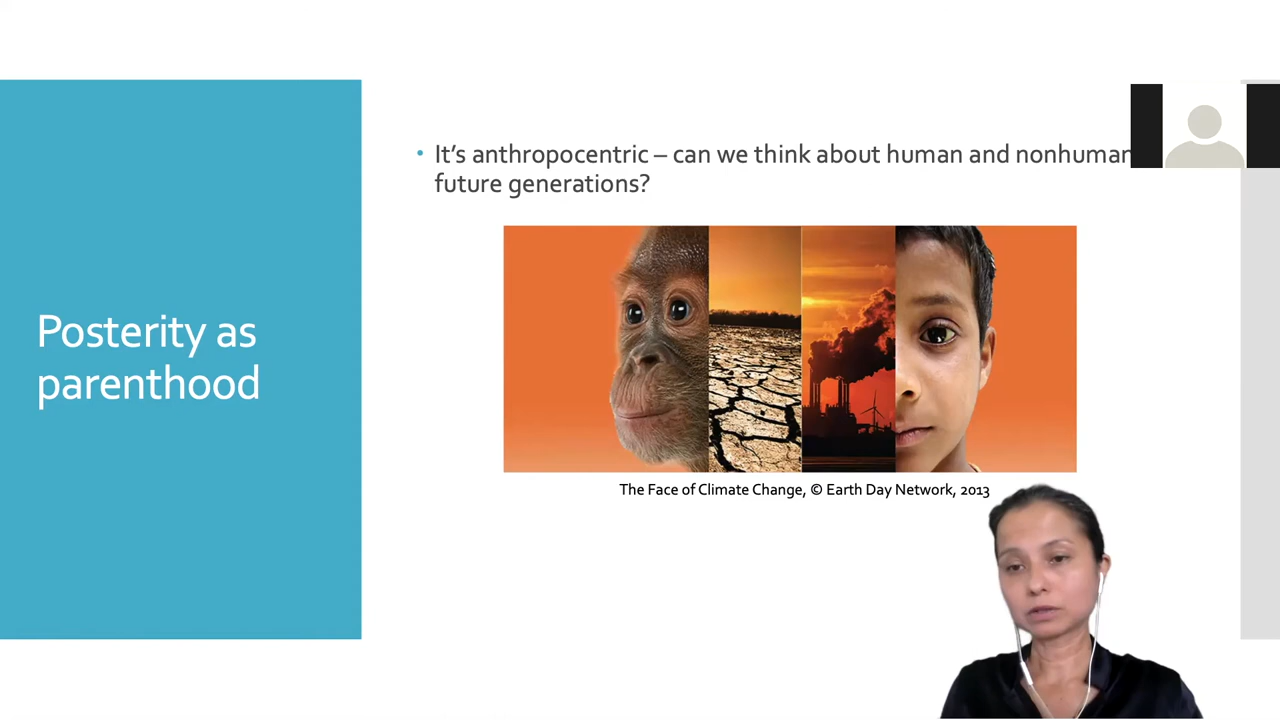 Posterity as
parenthood
• It's anthropocentric – can we think about human and nonhuman
future generations?
The Face of Climate Change, © Earth Day Network, 2013